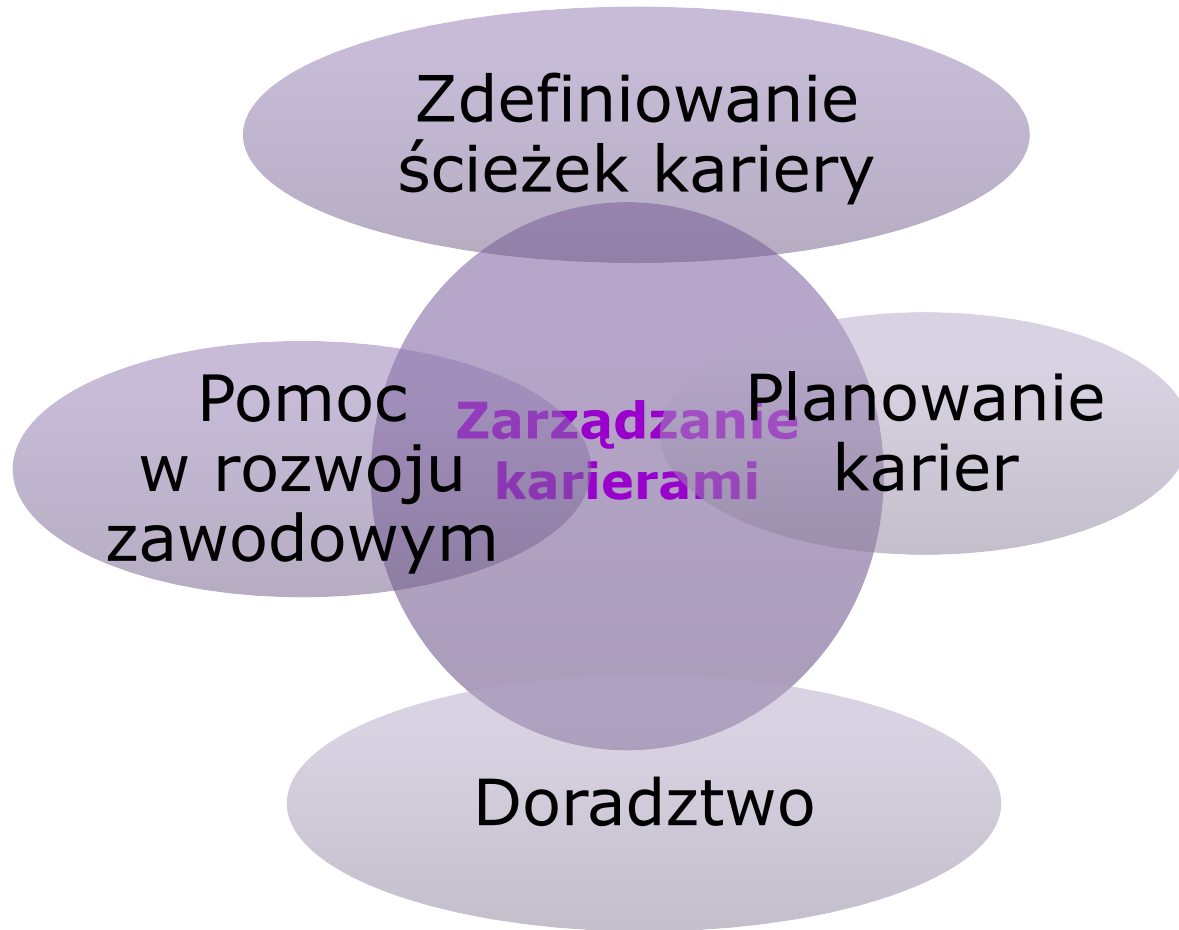 Zdefiniowanie
ścieżek kariery
Pomoc
w rozwoju
zawodowym
Zarządzanie
karierami
Planowanie
karier
Doradztwo